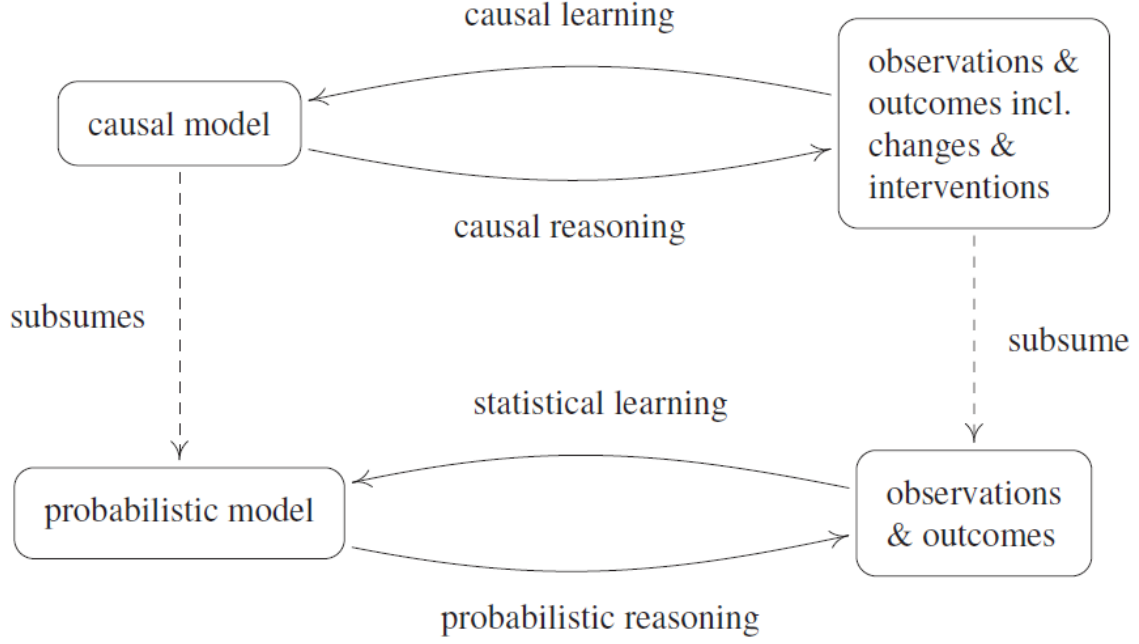 causal learning
causal model
observations &
outcomes incl.
changes &
interventions
causal reasoning
subsumes
subsume
statistical learning
probabilistic model
observations
& outcomes
probabilistic reasoning